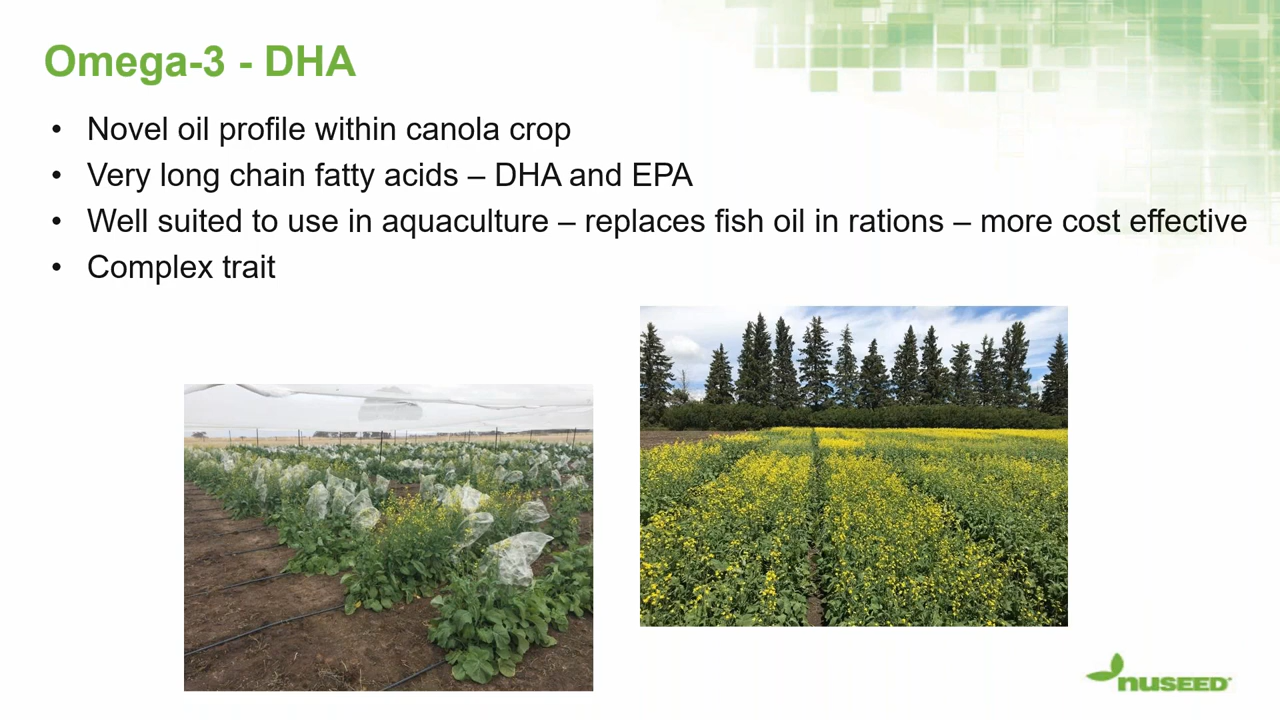 Omega-3 - DHA
• Novel oil profile within canola crop
• Very long chain fatty acids – DHA and EPA
• Well suited to use in aquaculture – replaces fish oil in rations – more cost effective
• Complex trait
nuseed